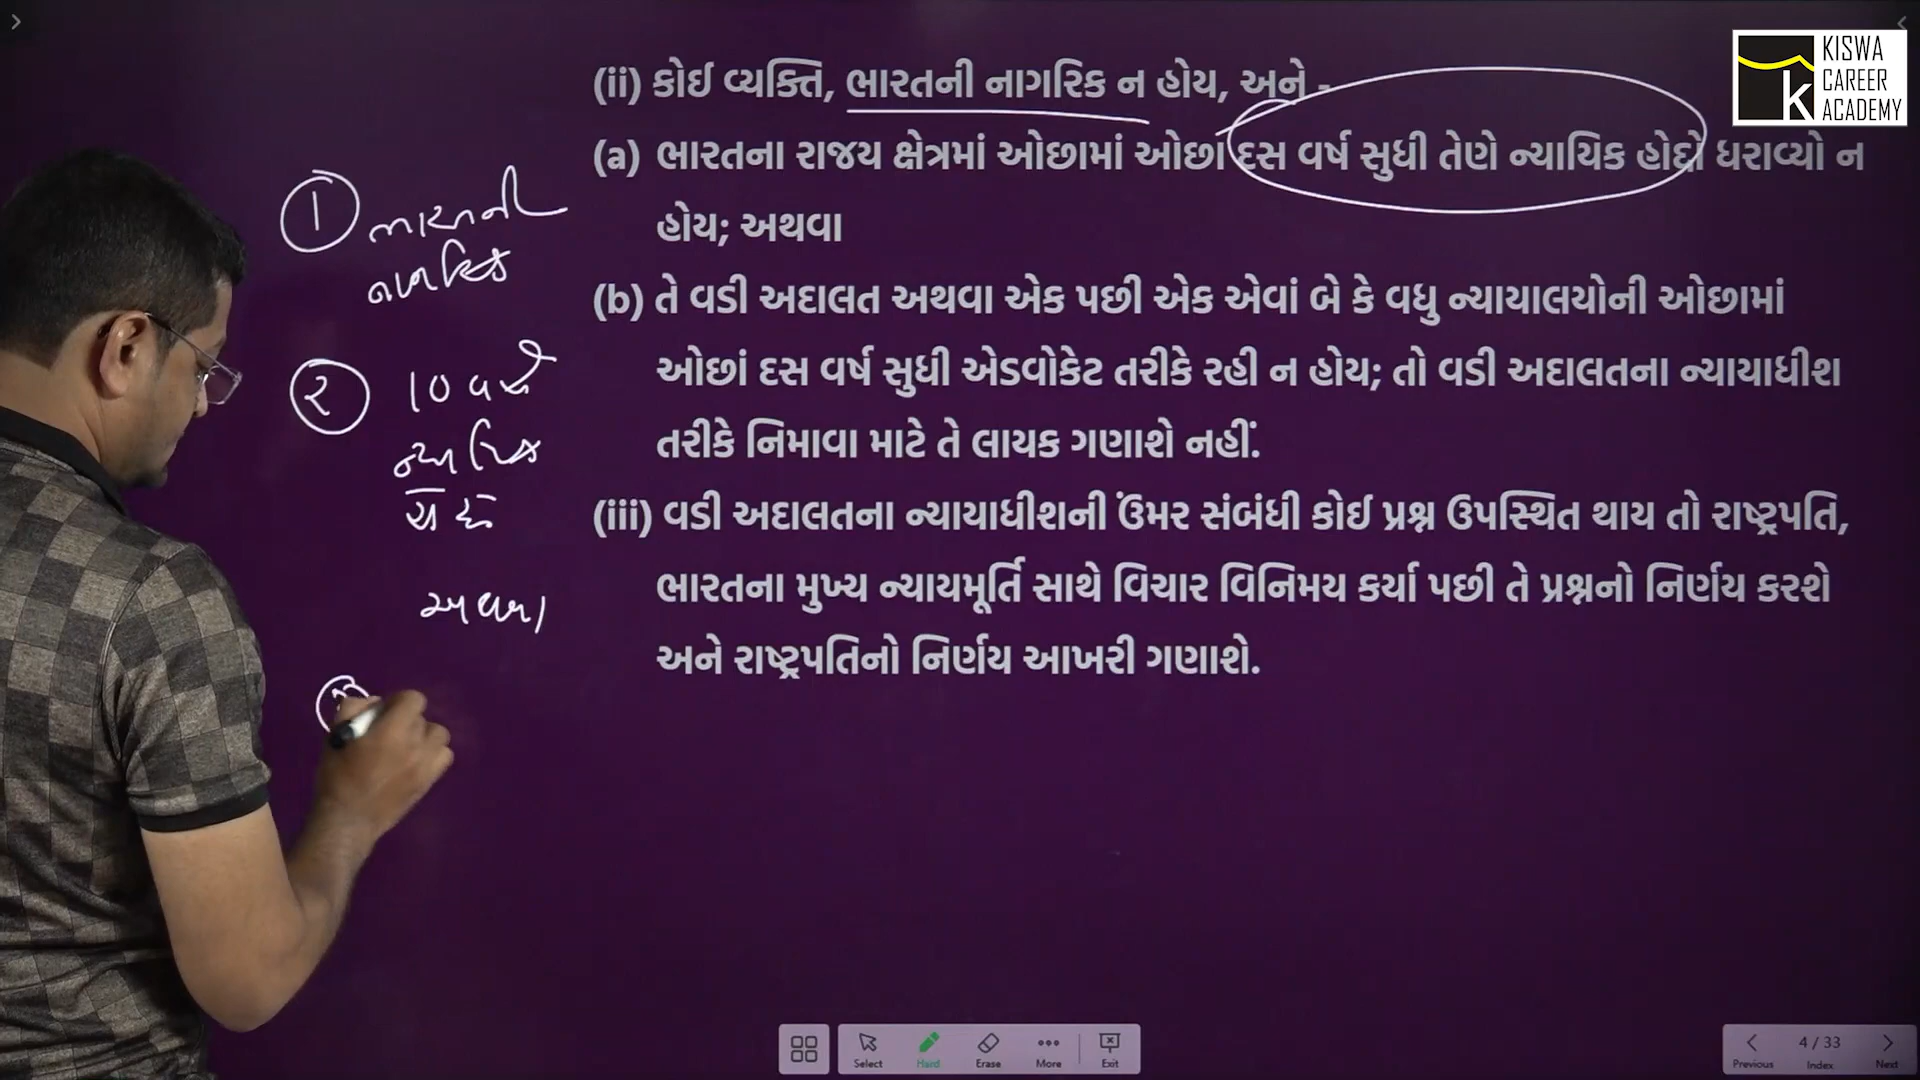 (ii) કોઈ વ્યક્તિ, ભારતની નાગરિક ન હોય, અને -
(a) ભારતના રાજય ક્ષેત્રમાં ઓછામાં ઓછા દસ વર્ષ સુધી તેણે ન્યાયિક હોદ્દો ધરાવ્યો ન
હોય; અથવા
(b) તે વડી અદાલત અથવા એક પછી એક એવાં બે કે વધુ ન્યાયાલયોની ઓછામાં
ઓછાં દસ વર્ષ સુધી એડવોકેટ તરીકે રહી ન હોય; તો વડી અદાલતના ન્યાયાધીશ
તરીકે નિમાવા માટે તે લાયક ગણાશે નહીં.
(iii) વડી અદાલતના ન્યાયાધીશની ઉંમર સંબંધી કોઈ પ્રશ્ન ઉપસ્થિત થાય તો રાષ્ટ્રપતિ,
ભારતના મુખ્ય ન્યાયમૂર્તિ સાથે વિચાર વિનિમય કર્યા પછી તે પ્રશ્નનો નિર્ણય કરશે
અને રાષ્ટ્રપતિનો નિર્ણય આખરી ગણાશે.
1 ભારતની
નાગરિક
૨ 10 વર્ષ
ન્યાયિક
અથવા
KISWA
CAREER
ACADEMY
Select
Hard
Erase
More
Exit
4 / 33
Previous
Index
Next